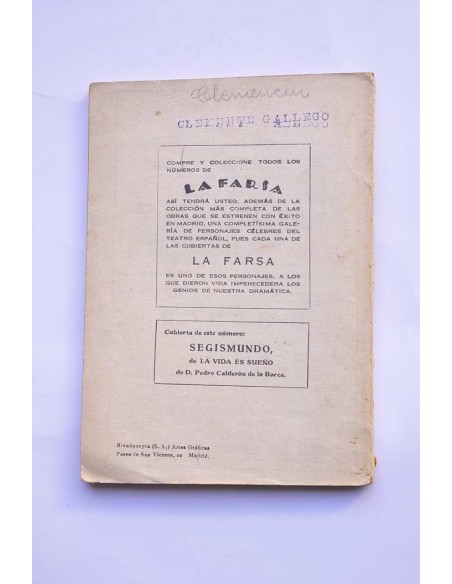 Clemencin
CLEMENTE GALLEGO
COMPRE Y COLECCIONE TODOS LOS
NÚMEROS DE
LA FARSA
ASÍ TENDRÁ USTED, ADEMÁS DE LA
COLECCIÓN MÁS COMPLETA DE LAS
OBRAS QUE SE ESTRENEN CON ÉXITO
EN MADRID, UNA COMPLETÍSIMA GALE-
RÍA DE PERSONAJES CÉLEBRES DEL
TEATRO ESPAÑOL, PUES CADA UNA DE
LAS CUBIERTAS DE
LA FARSA
ES UNO DE ESOS PERSONAJES, A LOS
QUE DIERON VIDA IMPERECEDERA LOS
GENIOS DE NUESTRA DRAMÁTICA.
Cubierta de este número:
SEGISMUNDO,
de LA VIDA ES SUEÑO
de D. Pedro Calderón de la Barca.
Rivadeneyra (S. A.) Artes Gráficas
Paseo de San Vicente, 20 Madrid.